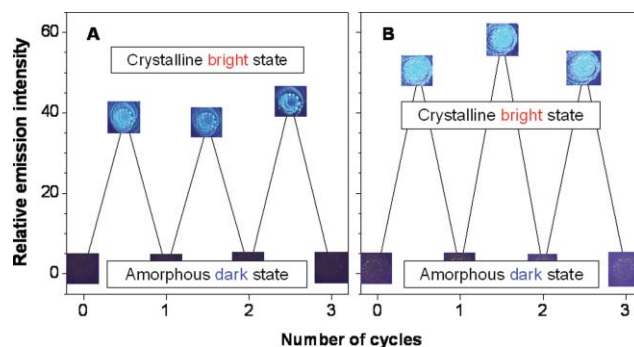 A
B
Crystalline bright state
Crystalline bright state
Amorphous dark state
Amorphous dark state
Relative emission intensity
60
40
20
0
0 1 2 3
0 1 2 3
Number of cycles